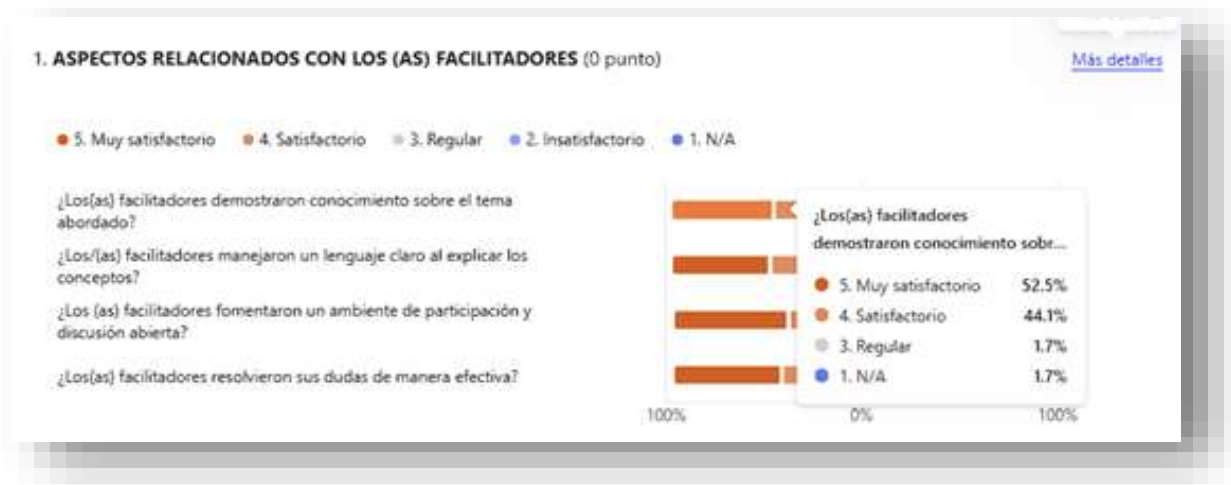 1. ASPECTOS RELACIONADOS CON LOS (AS) FACILITADORES (0 punto)
Más detalles
5. Muy satisfactorio 4. Satisfactorio 3. Regular 2. Insatisfactorio 1. N/A
¿Los(as) facilitadores demostraron conocimiento sobre el tema
abordado?
¿Los/(as) facilitadores manejaron un lenguaje claro al explicar los
conceptos?
¿Los (as) facilitadores fomentaron un ambiente de participación y
discusión abierta?
¿Los(as) facilitadores resolvieron sus dudas de manera efectiva?
¿Los(as) facilitadores
demostraron conocimiento sobr...
5. Muy satisfactorio 52.5%
4. Satisfactorio 44.1%
3. Regular 1.7%
1. N/A 1.7%
100% 0% 100%